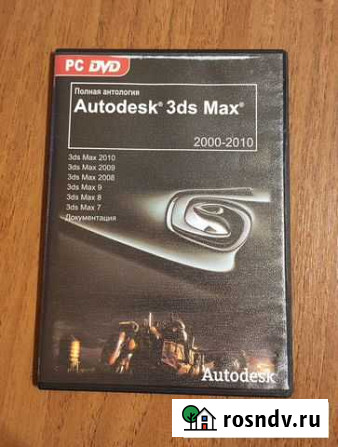 PC DVD
Полная антология
Autodesk® 3ds Max®
2000-2010
3ds Max 2010
3ds Max 2009
3ds Max 2008
3ds Max 9
3ds Max 8
3ds Max 7
Документация
Autodesk
rosndv.ru